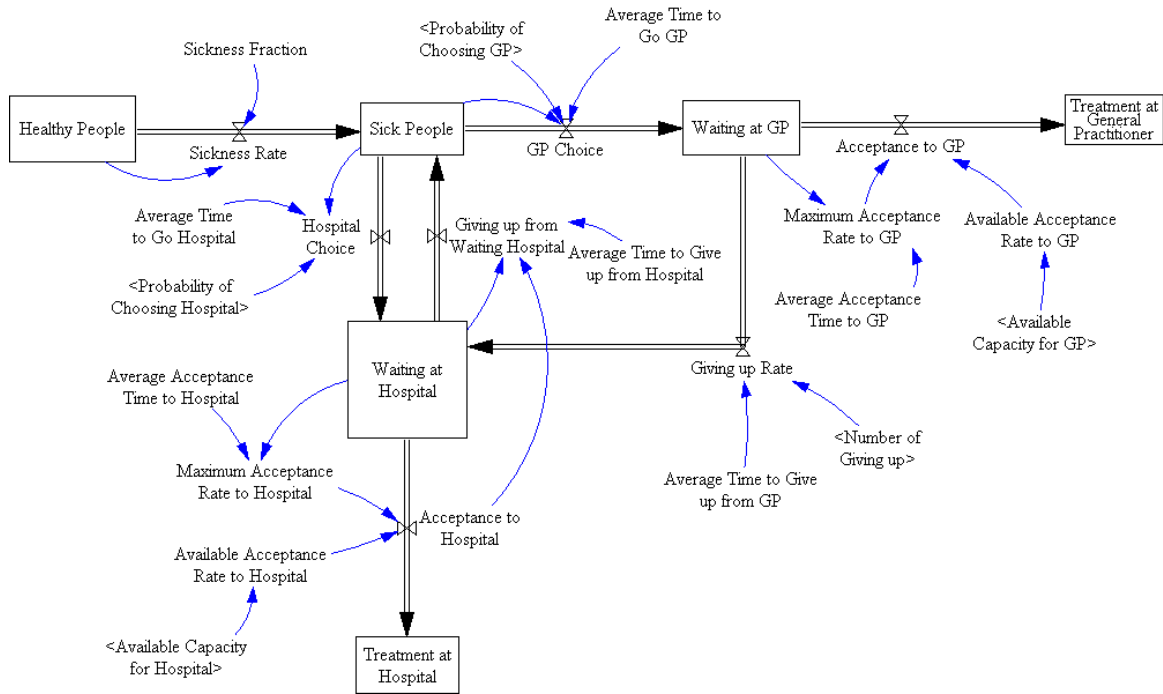 <Probability of
Choosing GP>
Average Time to
Go GP
Sickness Fraction
Healthy People
Sickness Rate
Sick People
GP Choice
Waiting at GP
Acceptance to GP
Treatment at
General
Practitioner
Average Time
to Go Hospital
Hospital
Choice
Giving up from
Waiting Hospital
Average Time to Give
up from Hospital
Maximum Acceptance
Rate to GP
Available Acceptance
Rate to GP
<Probability of
Choosing Hospital>
Average Acceptance
Time to GP
<Available
Capacity for GP>
Waiting at
Hospital
Giving up Rate
Average Acceptance
Time to Hospital
<Number of
Giving up>
Maximum Acceptance
Rate to Hospital
Average Time to Give
up from GP
Acceptance to
Hospital
Available Acceptance
Rate to Hospital
<Available Capacity
for Hospital>
Treatment at
Hospital